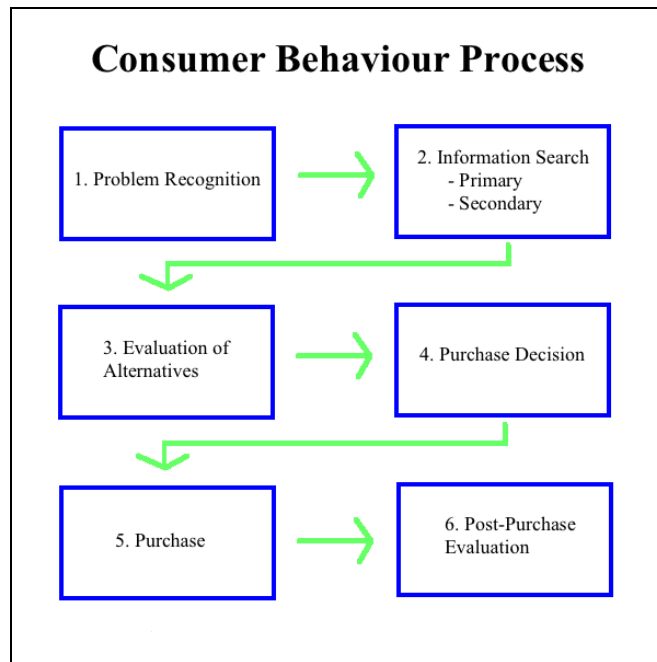 Consumer Behaviour Process
1. Problem Recognition
2. Information Search
- Primary
- Secondary
3. Evaluation of
Alternatives
4. Purchase Decision
5. Purchase
6. Post-Purchase
Evaluation